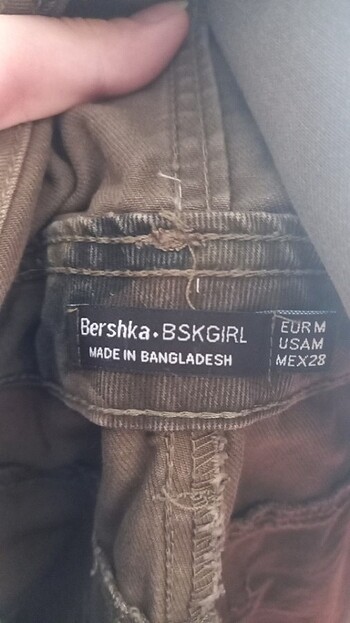 Bershka • BSKGIRL
MADE IN BANGLADESH
EUR M
USA M
MEX 28